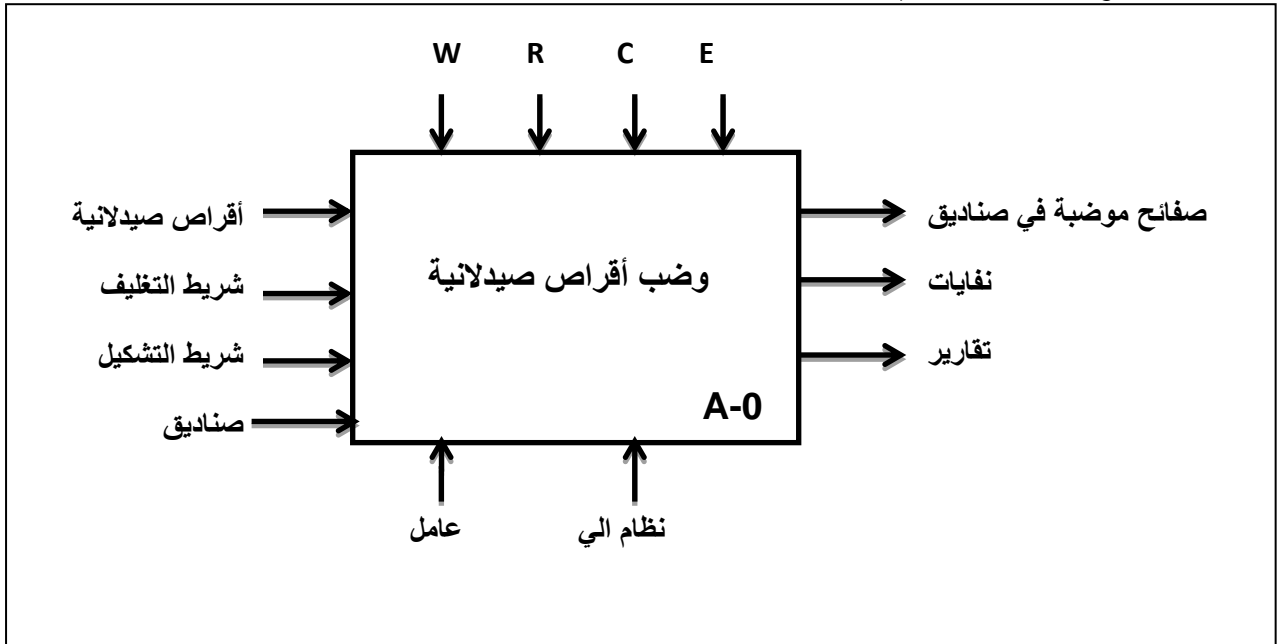 W R C E
أقراص صيدلانية
شريط التغليف
شريط التشكيل
صناديق
وضب أقراص صيدلانية
A-0
صفائح موضبة في صناديق
نفايات
تقارير
عامل
نظام الي